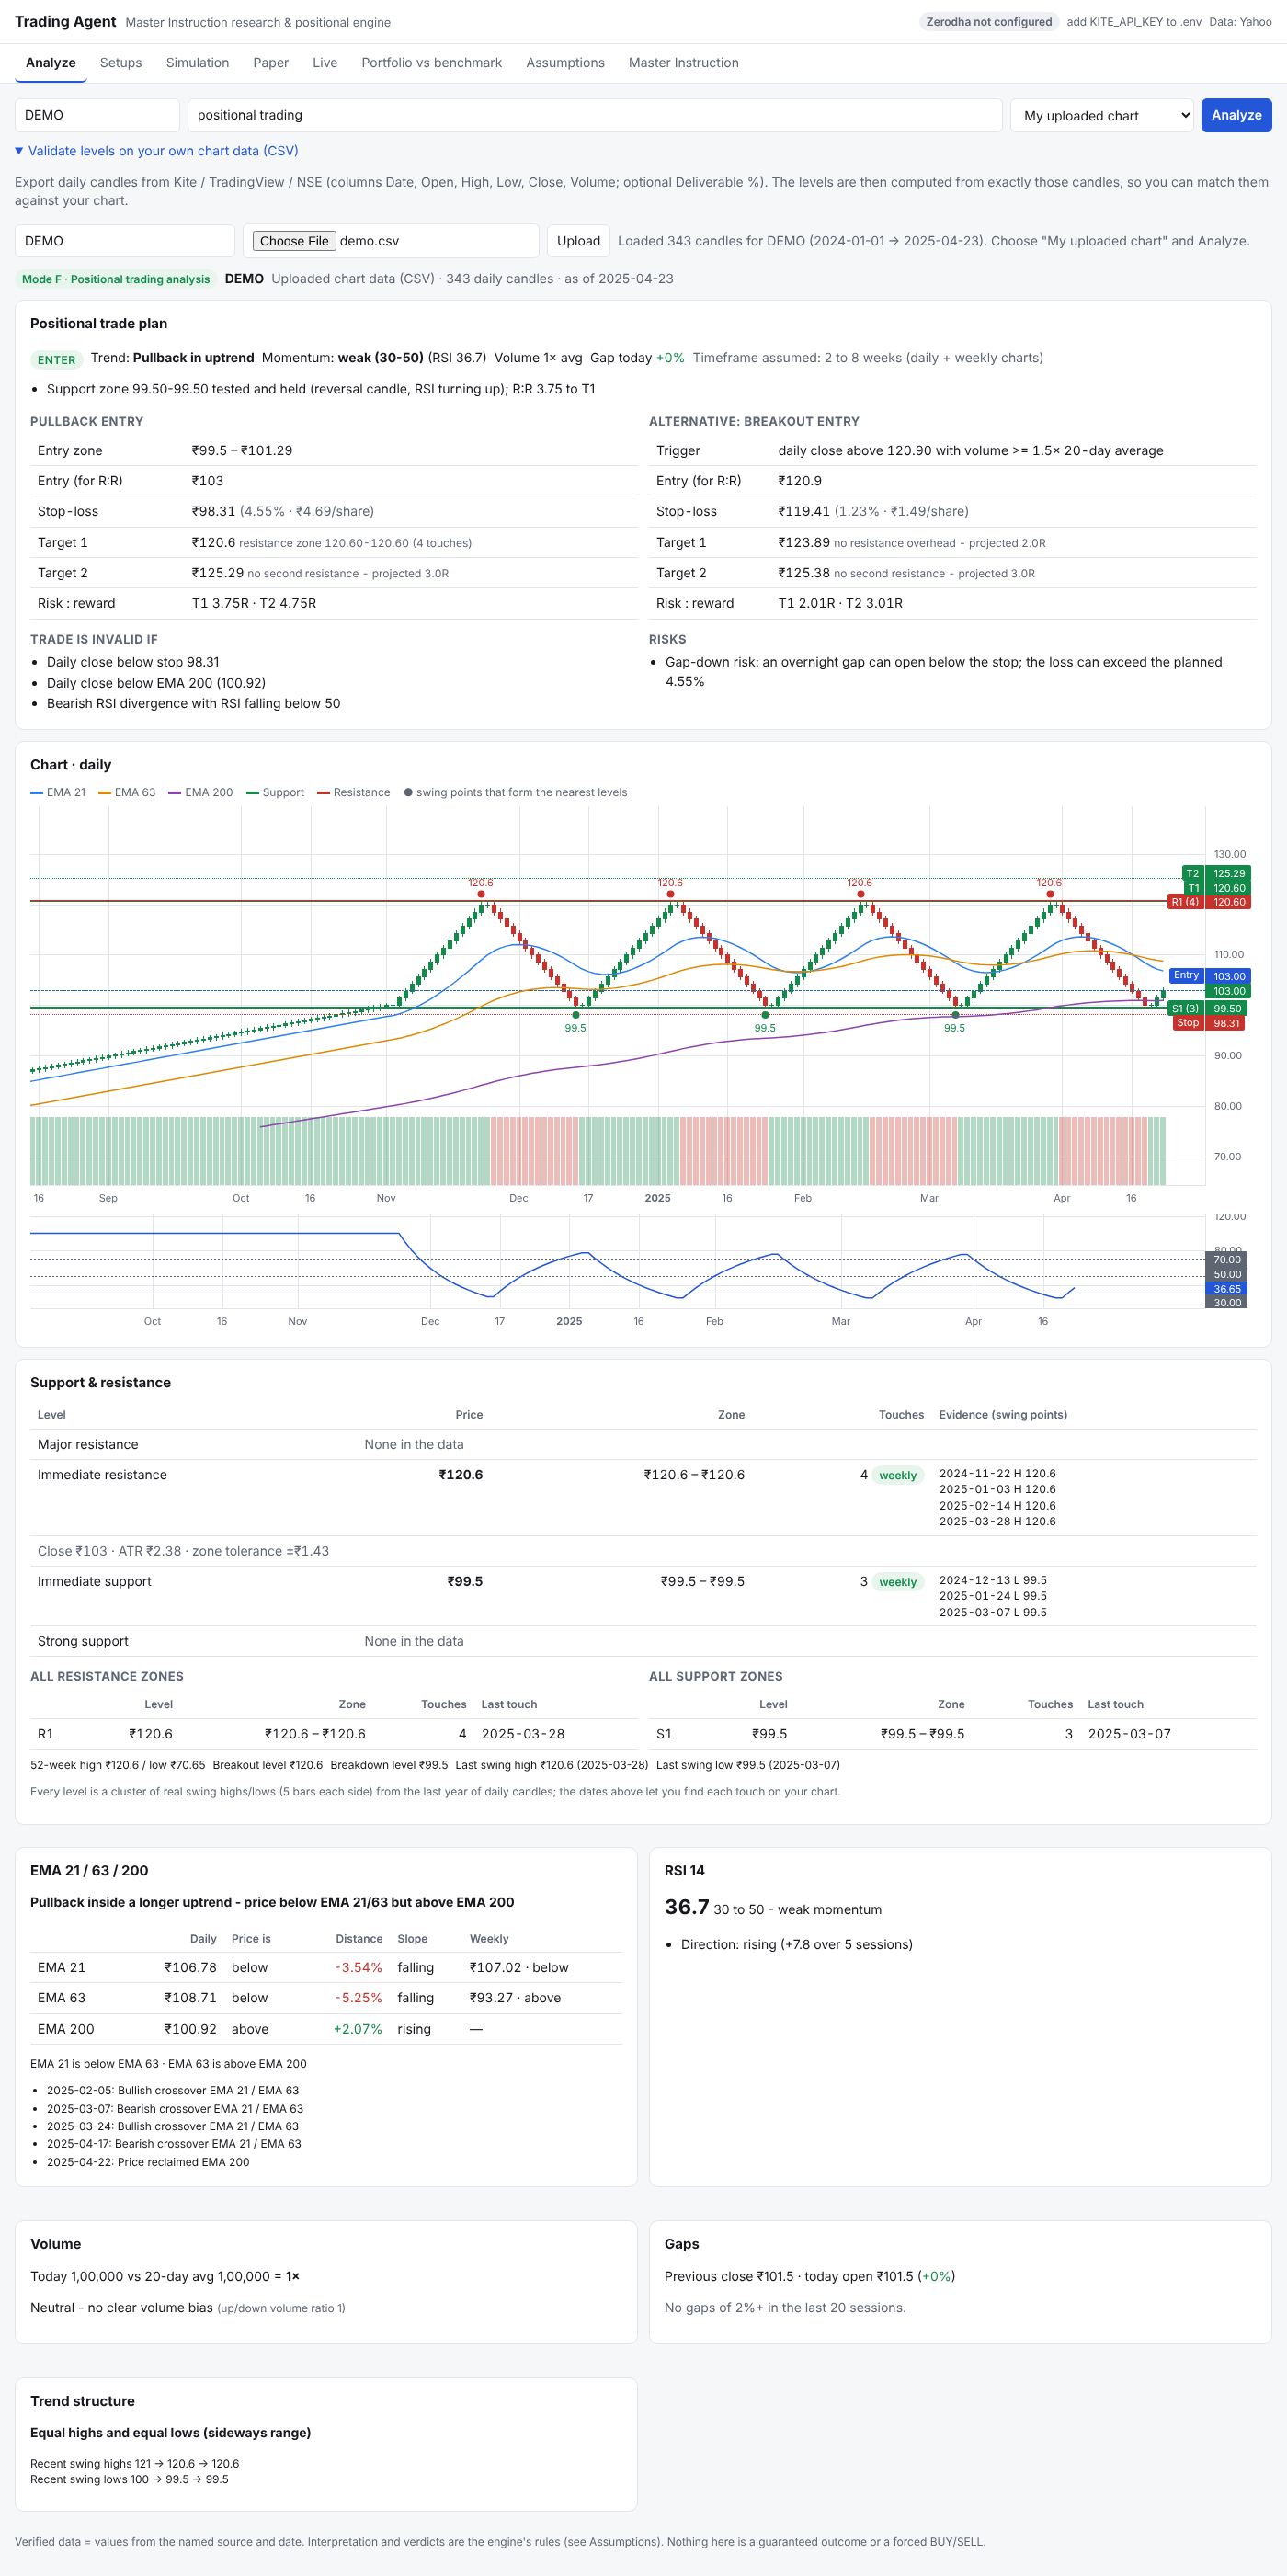 Trading Agent Master Instruction research & positional engine
Zerodha not configured add KITE_API_KEY to .env Data: Yahoo
Analyze Setups Simulation Paper Live Portfolio vs benchmark Assumptions Master Instruction
DEMO positional trading My uploaded chart Analyze
▼ Validate levels on your own chart data (CSV)
Export daily candles from Kite / TradingView / NSE (columns Date, Open, High, Low, Close, Volume; optional Deliverable %). The levels are then computed from exactly those candles, so you can match them
against your chart.
DEMO Choose File demo.csv Upload Loaded 343 candles for DEMO (2024-01-01 → 2025-04-23). Choose "My uploaded chart" and Analyze.
Mode F · Positional trading analysis DEMO Uploaded chart data (CSV) · 343 daily candles · as of 2025-04-23
Positional trade plan
ENTER Trend: Pullback in uptrend Momentum: weak (30-50) (RSI 36.7) Volume 1× avg Gap today +0% Timeframe assumed: 2 to 8 weeks (daily + weekly charts)
• Support zone 99.50-99.50 tested and held (reversal candle, RSI turning up); R:R 3.75 to T1
PULLBACK ENTRY
Entry zone ₹99.5 – ₹101.29
Entry (for R:R) ₹103
Stop-loss ₹98.31 (4.55% · ₹4.69/share)
Target 1 ₹120.6 resistance zone 120.60-120.60 (4 touches)
Target 2 ₹125.29 no second resistance - projected 3.0R
Risk : reward T1 3.75R · T2 4.75R
ALTERNATIVE: BREAKOUT ENTRY
Trigger daily close above 120.90 with volume >= 1.5× 20-day average
Entry (for R:R) ₹120.9
Stop-loss ₹119.41 (1.23% · ₹1.49/share)
Target 1 ₹123.89 no resistance overhead - projected 2.0R
Target 2 ₹125.38 no second resistance - projected 3.0R
Risk : reward T1 2.01R · T2 3.01R
TRADE IS INVALID IF
• Daily close below stop 98.31
• Daily close below EMA 200 (100.92)
• Bearish RSI divergence with RSI falling below 50
RISKS
• Gap-down risk: an overnight gap can open below the stop; the loss can exceed the planned
4.55%
Chart · daily
EMA 21 EMA 63 EMA 200 Support Resistance swing points that form the nearest levels
130.00
T2 125.29
T1 120.60
R1 (4) 120.60
120.6 120.6 120.6 120.6
110.00
Entry 103.00
103.00
S1 (3) 99.50
Stop 98.31
99.5 99.5 99.5
90.00
80.00
70.00
16 Sep Oct 16 Nov Dec 17 2025 16 Feb Mar Apr 16
120.00
80.00
70.00
50.00
36.65
30.00
Oct 16 Nov Dec 17 2025 16 Feb Mar Apr 16
Support & resistance
Level Price Zone Touches Evidence (swing points)
Major resistance None in the data
Immediate resistance ₹120.6 ₹120.6 – ₹120.6 4 weekly 2024-11-22 H 120.6
2025-01-03 H 120.6
2025-02-14 H 120.6
2025-03-28 H 120.6
Close ₹103 · ATR ₹2.38 · zone tolerance ±₹1.43
Immediate support ₹99.5 ₹99.5 – ₹99.5 3 weekly 2024-12-13 L 99.5
2025-01-24 L 99.5
2025-03-07 L 99.5
Strong support None in the data
ALL RESISTANCE ZONES
Level Zone Touches Last touch
R1 ₹120.6 ₹120.6 – ₹120.6 4 2025-03-28
ALL SUPPORT ZONES
Level Zone Touches Last touch
S1 ₹99.5 ₹99.5 – ₹99.5 3 2025-03-07
52-week high ₹120.6 / low ₹70.65 Breakout level ₹120.6 Breakdown level ₹99.5 Last swing high ₹120.6 (2025-03-28) Last swing low ₹99.5 (2025-03-07)
Every level is a cluster of real swing highs/lows (5 bars each side) from the last year of daily candles; the dates above let you find each touch on your chart.
EMA 21 / 63 / 200
Pullback inside a longer uptrend - price below EMA 21/63 but above EMA 200
Daily Price is Distance Slope Weekly
EMA 21 ₹106.78 below -3.54% falling ₹107.02 · below
EMA 63 ₹108.71 below -5.25% falling ₹93.27 · above
EMA 200 ₹100.92 above +2.07% rising —
EMA 21 is below EMA 63 · EMA 63 is above EMA 200
• 2025-02-05: Bullish crossover EMA 21 / EMA 63
• 2025-03-07: Bearish crossover EMA 21 / EMA 63
• 2025-03-24: Bullish crossover EMA 21 / EMA 63
• 2025-04-17: Bearish crossover EMA 21 / EMA 63
• 2025-04-22: Price reclaimed EMA 200
RSI 14
36.7 30 to 50 - weak momentum
• Direction: rising (+7.8 over 5 sessions)
Volume
Today 1,00,000 vs 20-day avg 1,00,000 = 1×
Neutral - no clear volume bias (up/down volume ratio 1)
Gaps
Previous close ₹101.5 · today open ₹101.5 (+0%)
No gaps of 2%+ in the last 20 sessions.
Trend structure
Equal highs and equal lows (sideways range)
Recent swing highs 121 → 120.6 → 120.6
Recent swing lows 100 → 99.5 → 99.5
Verified data = values from the named source and date. Interpretation and verdicts are the engine's rules (see Assumptions). Nothing here is a guaranteed outcome or a forced BUY/SELL.